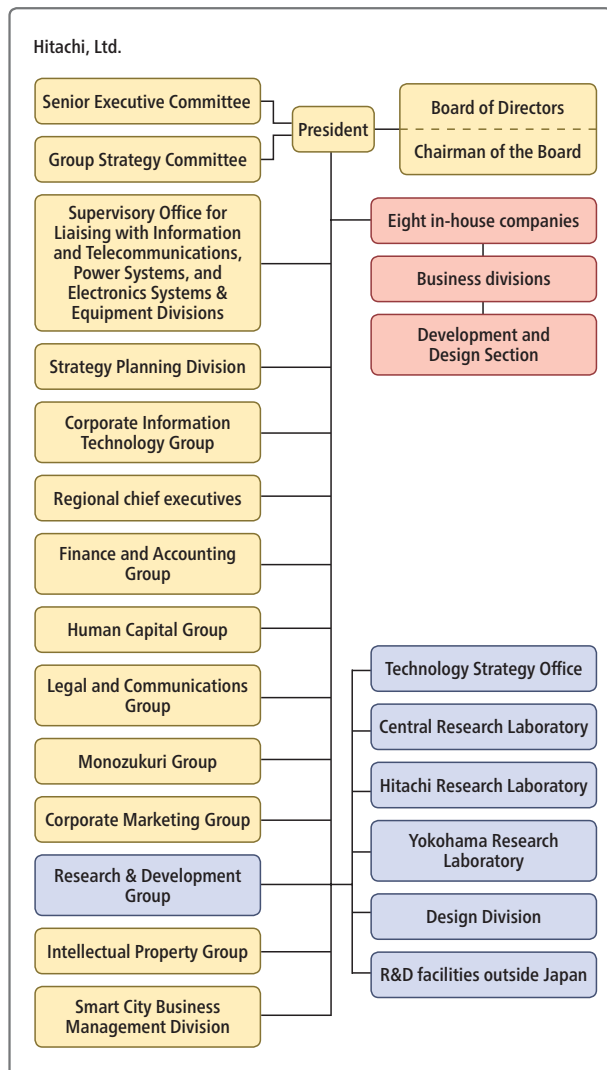 Hitachi, Ltd.
Senior Executive Committee
Group Strategy Committee
President
Board of Directors
Chairman of the Board
Supervisory Office for
Liaising with Information
and Telecommunications,
Power Systems, and
Electronics Systems &
Equipment Divisions
Strategy Planning Division
Corporate Information
Technology Group
Regional chief executives
Finance and Accounting
Group
Human Capital Group
Legal and Communications
Group
Monozukuri Group
Corporate Marketing Group
Research & Development
Group
Intellectual Property Group
Smart City Business
Management Division
Eight in-house companies
Business divisions
Development and
Design Section
Technology Strategy Office
Central Research Laboratory
Hitachi Research Laboratory
Yokohama Research
Laboratory
Design Division
R&D facilities outside Japan